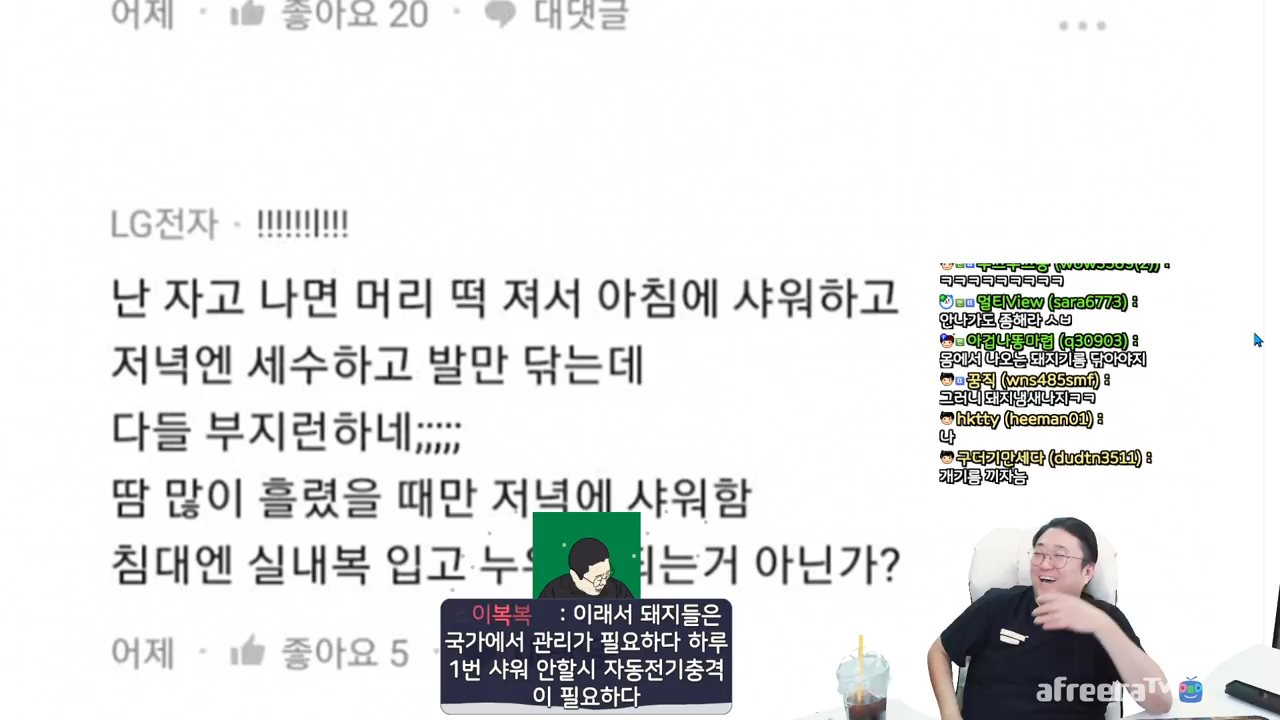 어제 · 좋아요 20 · 대댓글
LG전자 · !!!!!!|!!!
난 자고 나면 머리 떡 져서 아침에 샤워하고
저녁엔 세수하고 발만 닦는데
다들 부지런하네;;;;;
땀 많이 흘렸을 때만 저녁에 샤워함
침대엔 실내복 입고 되는거 아닌가?
어제 · 좋아요 5 ·
이복복 : 이래서 돼지들은
국가에서 관리가 필요하다 하루
1번 샤워 안할시 자동전기충격
이 필요하다
ㅋㅋㅋㅋㅋㅋㅋㅋㅋ
멀티View (sara6773) :
안나가도 좀해라 ㅅㅂ
아검나똥마렵 (q30903) :
몸에서 나오는 돼지기를 닦아야지
꿈직 (wns485smf) :
그러니 돼지냄새나지ㅋㅋ
hktty (heeman01) :
나
구더기만세다 (dudtn3511) :
개기름 끼자늠
afreecaTV